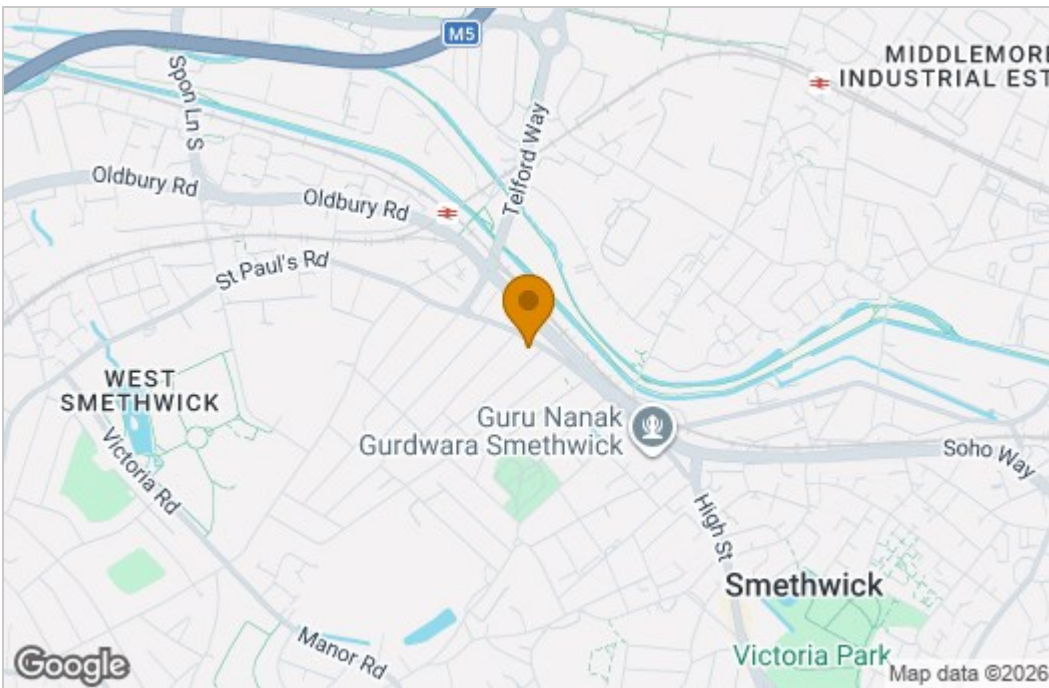 M5
MIDDLEMOR
INDUSTRIAL EST
Spon Ln S
Telford Way
Oldbury Rd
Oldbury Rd
St Paul's Rd
WEST
SMETHWICK
Guru Nanak
Gurdwara Smethwick
Victoria Rd
Soho Way
High St
Smethwick
Manor Rd
Victoria Park
Google
Map data ©2026